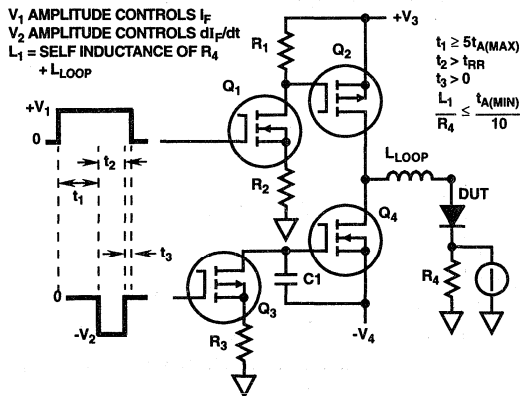 V1 AMPLITUDE CONTROLS IF
V2 AMPLITUDE CONTROLS dIF/dt
L1 = SELF INDUCTANCE OF R4
+ LLOOP
+V3
R1
Q2
t1 ≥ 5tA(MAX)
t2 > tRR
t3 > 0
L1/R4 ≤ tA(MIN)/10
Q1
+V1
0
t2
LLOOP
t1
R2
DUT
Q4
t3
C1
R4
0
Q3
-V2
R3
-V4